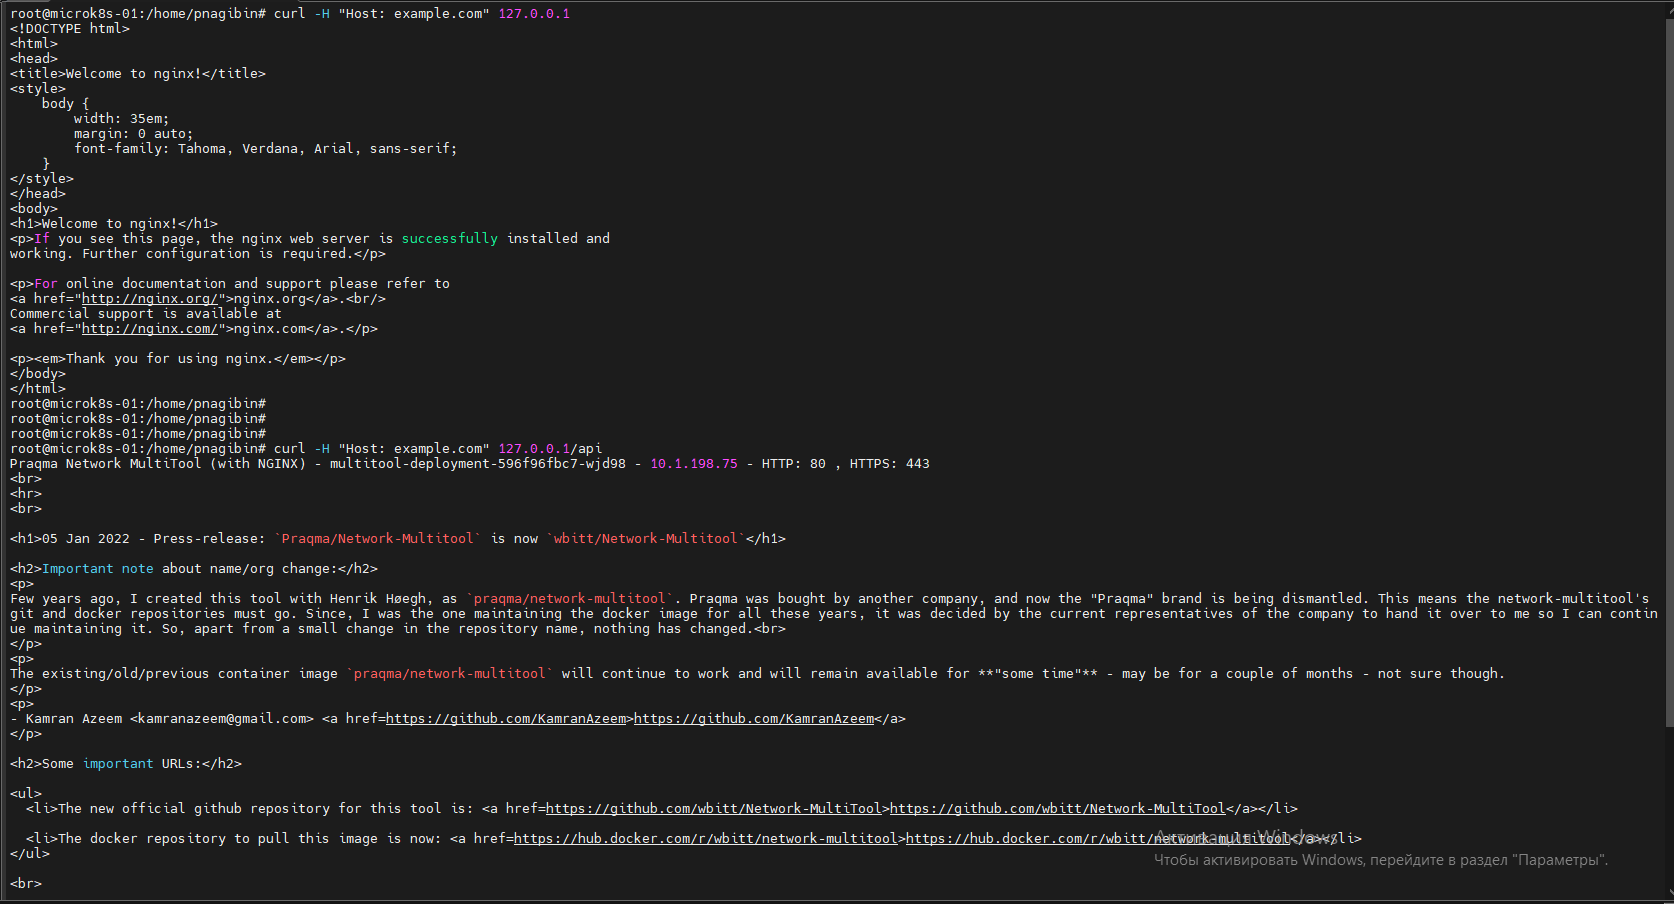 root@microk8s-01:/home/pnagibin# curl -H "Host: example.com" 127.0.0.1
<!DOCTYPE html>
<html>
<head>
<title>Welcome to nginx!</title>
<style>
    body {
        width: 35em;
        margin: 0 auto;
        font-family: Tahoma, Verdana, Arial, sans-serif;
    }
</style>
</head>
<body>
<h1>Welcome to nginx!</h1>
<p>If you see this page, the nginx web server is successfully installed and
working. Further configuration is required.</p>

<p>For online documentation and support please refer to
<a href="http://nginx.org/">nginx.org</a>.<br/>
Commercial support is available at
<a href="http://nginx.com/">nginx.com</a>.</p>

<p><em>Thank you for using nginx.</em></p>
</body>
</html>
root@microk8s-01:/home/pnagibin#
root@microk8s-01:/home/pnagibin#
root@microk8s-01:/home/pnagibin#
root@microk8s-01:/home/pnagibin# curl -H "Host: example.com" 127.0.0.1/api
Praqma Network MultiTool (with NGINX) - multitool-deployment-596f96fbc7-wjd98 - 10.1.198.75 - HTTP: 80 , HTTPS: 443
<br>
<hr>
<br>

<h1>05 Jan 2022 - Press-release: `Praqma/Network-Multitool` is now `wbitt/Network-Multitool`</h1>

<h2>Important note about name/org change:</h2>
<p>
Few years ago, I created this tool with Henrik Høegh, as `praqma/network-multitool`. Praqma was bought by another company, and now the "Praqma" brand is being dismantled. This means the network-multitool's
git and docker repositories must go. Since, I was the one maintaining the docker image for all these years, it was decided by the current representatives of the company to hand it over to me so I can contin
ue maintaining it. So, apart from a small change in the repository name, nothing has changed.<br>
</p>
<p>
The existing/old/previous container image `praqma/network-multitool` will continue to work and will remain available for **"some time"** - may be for a couple of months - not sure though.
</p>
<p>
- Kamran Azeem <kamranazeem@gmail.com> <a href=https://github.com/KamranAzeem>https://github.com/KamranAzeem</a>
</p>

<h2>Some important URLs:</h2>

<ul>
  <li>The new official github repository for this tool is: <a href=https://github.com/wbitt/Network-MultiTool>https://github.com/wbitt/Network-MultiTool</a></li>

  <li>The docker repository to pull this image is now: <a href=https://hub.docker.com/r/wbitt/network-multitool>https://hub.docker.com/r/wbitt/network-multitool</a></li>
</ul>

<br>
Активация Windows
Чтобы активировать Windows, перейдите в раздел "Параметры".